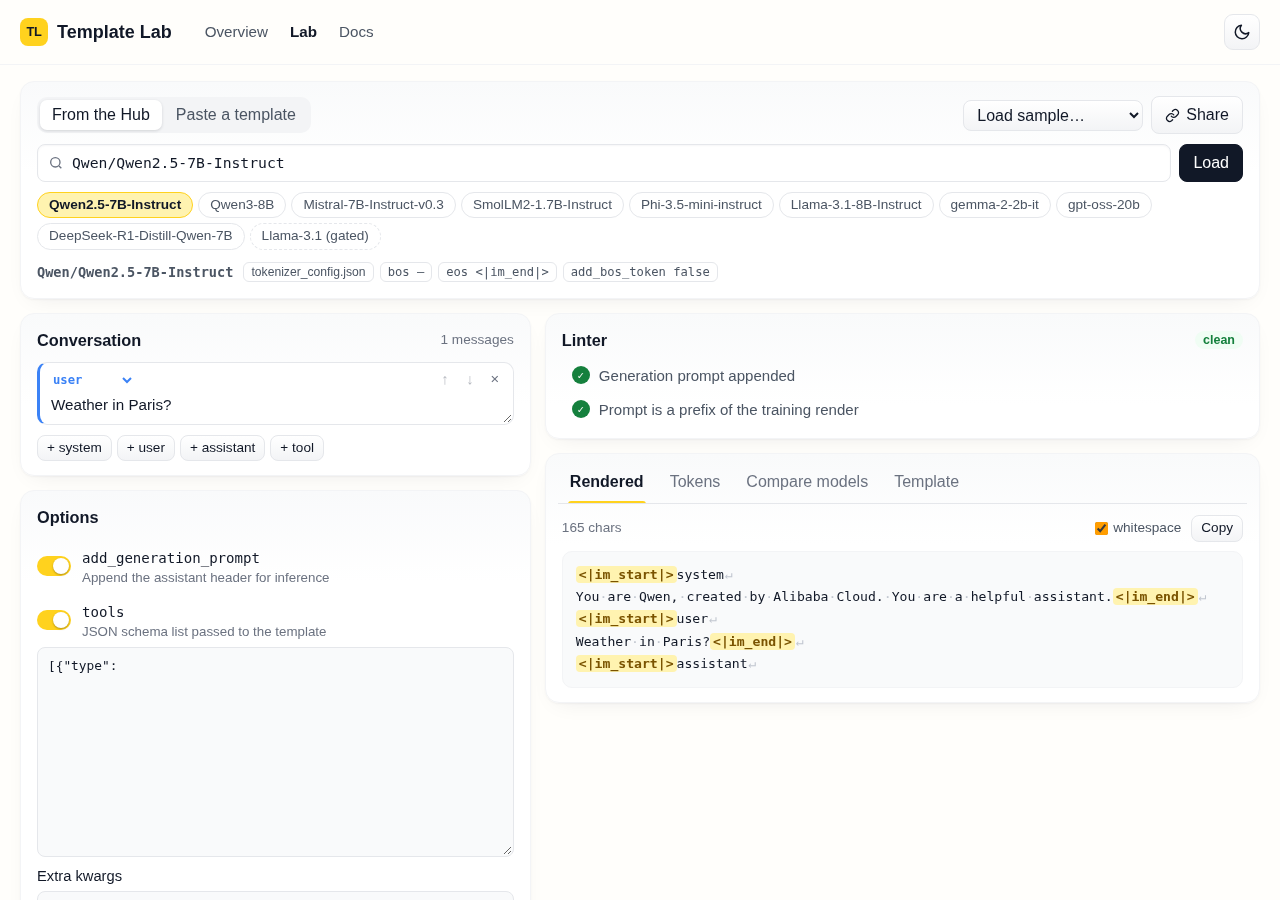 TL Template Lab Overview Lab Docs
From the Hub Paste a template Load sample… Share
Qwen/Qwen2.5-7B-Instruct Load
Qwen2.5-7B-Instruct Qwen3-8B Mistral-7B-Instruct-v0.3 SmolLM2-1.7B-Instruct Phi-3.5-mini-instruct Llama-3.1-8B-Instruct gemma-2-2b-it gpt-oss-20b
DeepSeek-R1-Distill-Qwen-7B Llama-3.1 (gated)
Qwen/Qwen2.5-7B-Instruct tokenizer_config.json bos — eos <|im_end|> add_bos_token false
Conversation 1 messages
user ↑ ↓ ×
Weather in Paris?
+ system + user + assistant + tool
Options
add_generation_prompt
Append the assistant header for inference
tools
JSON schema list passed to the template
[{"type":
Extra kwargs
Linter clean
✓ Generation prompt appended
✓ Prompt is a prefix of the training render
Rendered Tokens Compare models Template
165 chars whitespace Copy
<|im_start|>system↵
You·are·Qwen,·created·by·Alibaba·Cloud.·You·are·a·helpful·assistant.<|im_end|>↵
<|im_start|>user↵
Weather·in·Paris?<|im_end|>↵
<|im_start|>assistant↵